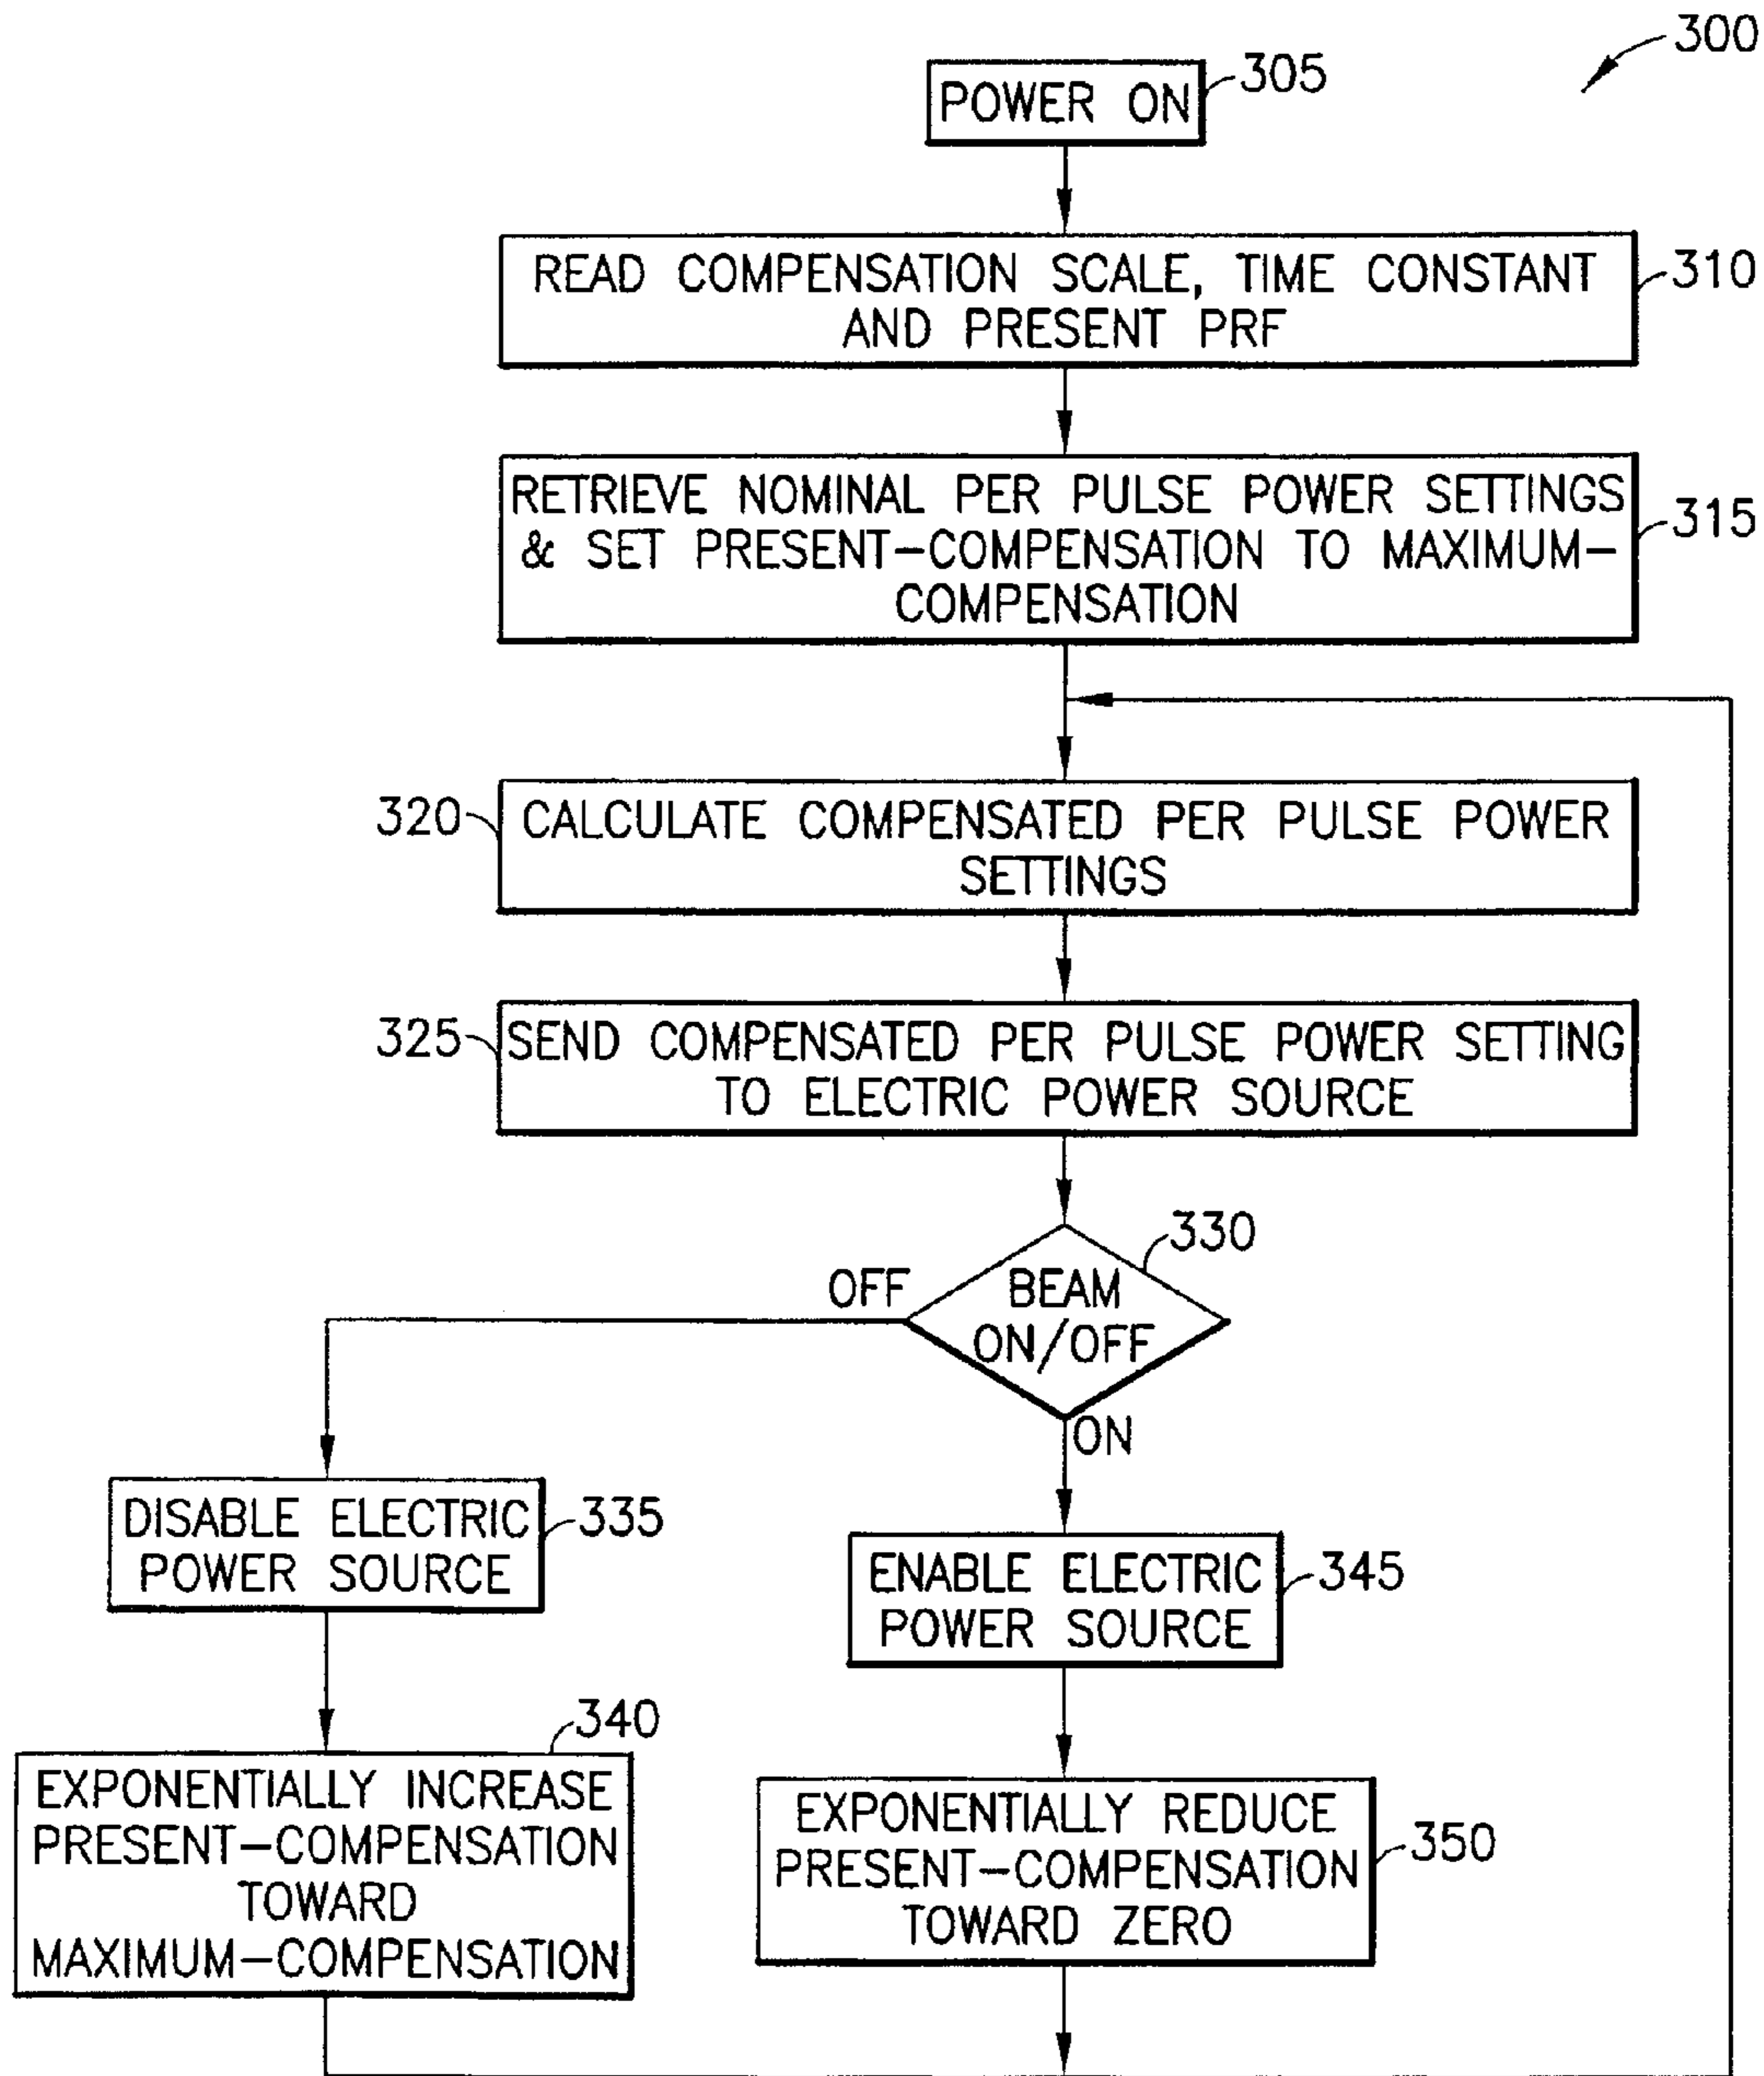 300
POWER ON
305
READ COMPENSATION SCALE, TIME CONSTANT
AND PRESENT PRF
310
RETRIEVE NOMINAL PER PULSE POWER SETTINGS
& SET PRESENT-COMPENSATION TO MAXIMUM-
COMPENSATION
315
320
CALCULATE COMPENSATED PER PULSE POWER
SETTINGS
325
SEND COMPENSATED PER PULSE POWER SETTING
TO ELECTRIC POWER SOURCE
330
OFF
BEAM
ON/OFF
ON
DISABLE ELECTRIC
POWER SOURCE
335
ENABLE ELECTRIC
POWER SOURCE
345
340
EXPONENTIALLY INCREASE
PRESENT-COMPENSATION
TOWARD
MAXIMUM-COMPENSATION
EXPONENTIALLY REDUCE
PRESENT-COMPENSATION
TOWARD ZERO
350